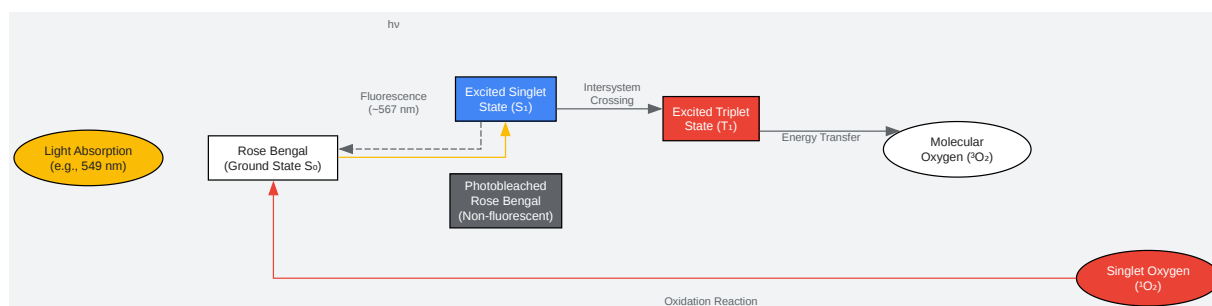 hν
Excited Singlet
State (S₁)
Intersystem
Crossing
Fluorescence
(~567 nm)
Excited Triplet
State (T₁)
Energy Transfer
Light Absorption
(e.g., 549 nm)
Rose Bengal
(Ground State S₀)
Molecular
Oxygen (³O₂)
Photobleached
Rose Bengal
(Non-fluorescent)
Singlet Oxygen
(¹O₂)
Oxidation Reaction